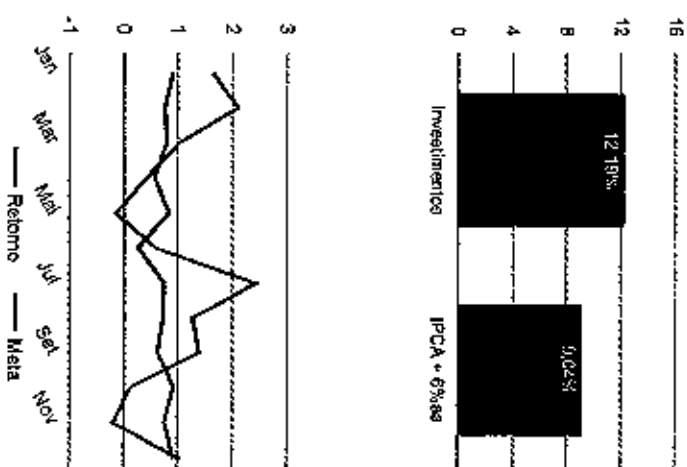 16
12
8
4
0
12,19%
9,04%
Investimentos
IPCA + 6%aa
3
2
1
0
-1
Jan
Mar
Mai
Jul
Set
Nov
Retorno
Meta